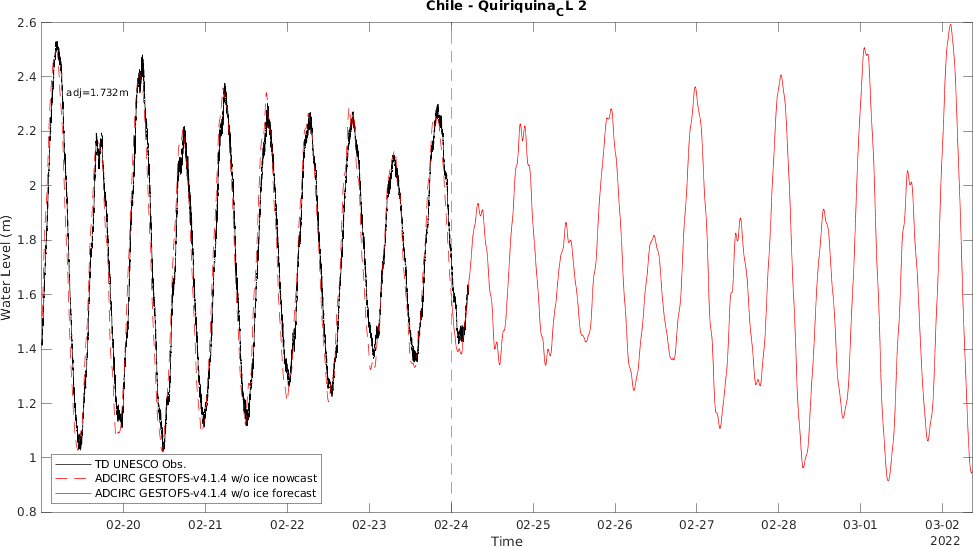 Chile - Quiriquina_CL 2
2.6
2.4
2.2
2
1.8
1.6
1.4
1.2
1
0.8
Water Level (m)
adj=1.732m
TD UNESCO Obs.
ADCIRC GESTOFS-v4.1.4 w/o ice nowcast
ADCIRC GESTOFS-v4.1.4 w/o ice forecast
02-20 02-21 02-22 02-23 02-24 02-25 02-26 02-27 02-28 03-01 03-02
Time
2022